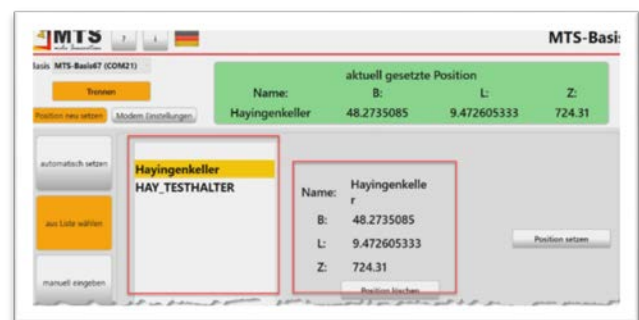 MTS
mehr Innovation
?
i
MTS-Basis
Basis MTS-Basis67 (COM21)
Trennen
Position neu setzen
Modem Einstellungen
aktuell gesetzte Position
Name: B: L: Z:
Hayingenkeller 48.2735085 9.472605333 724.31
automatisch setzen
aus Liste wählen
manuell eingeben
Hayingenkeller
HAY_TESTHALTER
Name: Hayingenkelle
r
B: 48.2735085
L: 9.472605333
Z: 724.31
Position löschen
Position setzen